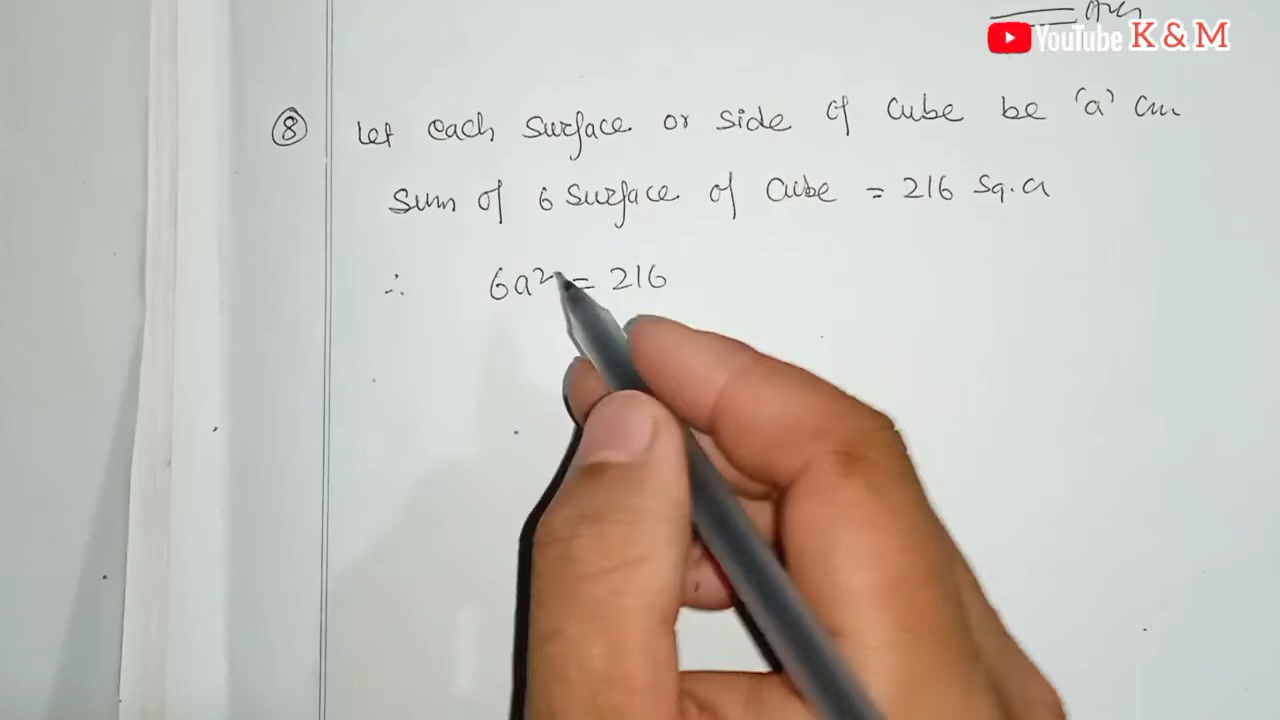 YouTube K & M
⑧ Let each surface or side of cube be 'a' cm
Sum of 6 surface of cube = 216 sq. a
∴ 6a² = 216